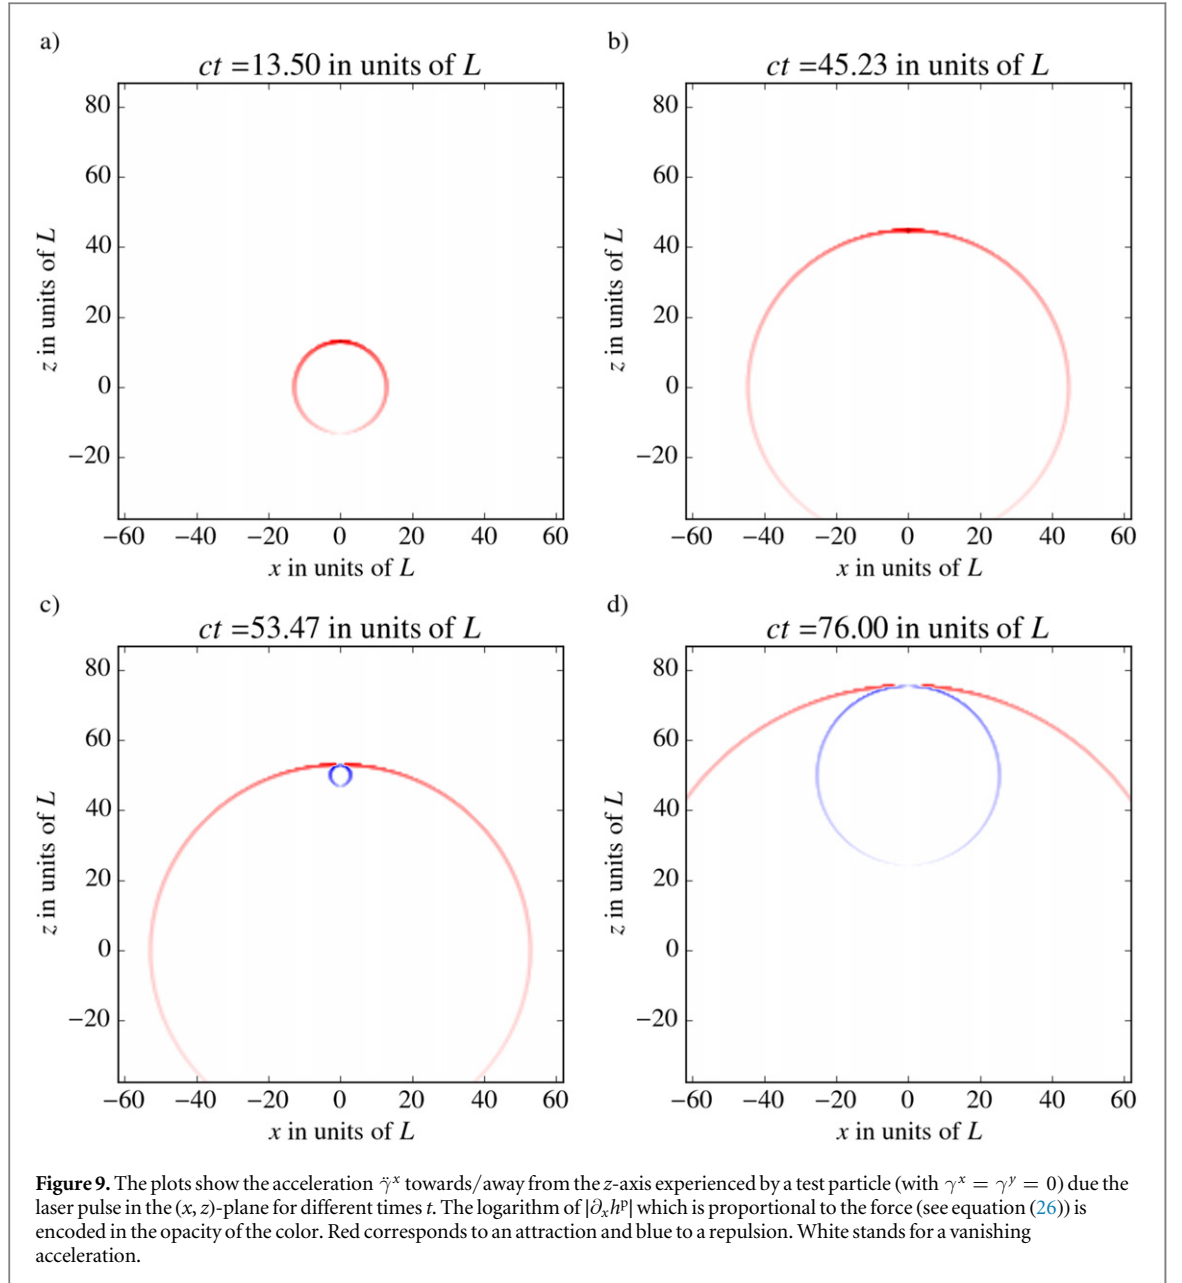 a)
ct =13.50 in units of L
80
60
40
20
0
−20
z in units of L
−60 −40 −20 0 20 40 60
x in units of L
b)
ct =45.23 in units of L
80
60
40
20
0
−20
z in units of L
−60 −40 −20 0 20 40 60
x in units of L
c)
ct =53.47 in units of L
80
60
40
20
0
−20
z in units of L
−60 −40 −20 0 20 40 60
x in units of L
d)
ct =76.00 in units of L
80
60
40
20
0
−20
z in units of L
−60 −40 −20 0 20 40 60
x in units of L
Figure 9. The plots show the acceleration γ̈ˣ towards/away from the z-axis experienced by a test particle (with γˣ = γʸ = 0) due the
laser pulse in the (x, z)-plane for different times t. The logarithm of |∂ₓhᵖ| which is proportional to the force (see equation (26)) is
encoded in the opacity of the color. Red corresponds to an attraction and blue to a repulsion. White stands for a vanishing
acceleration.